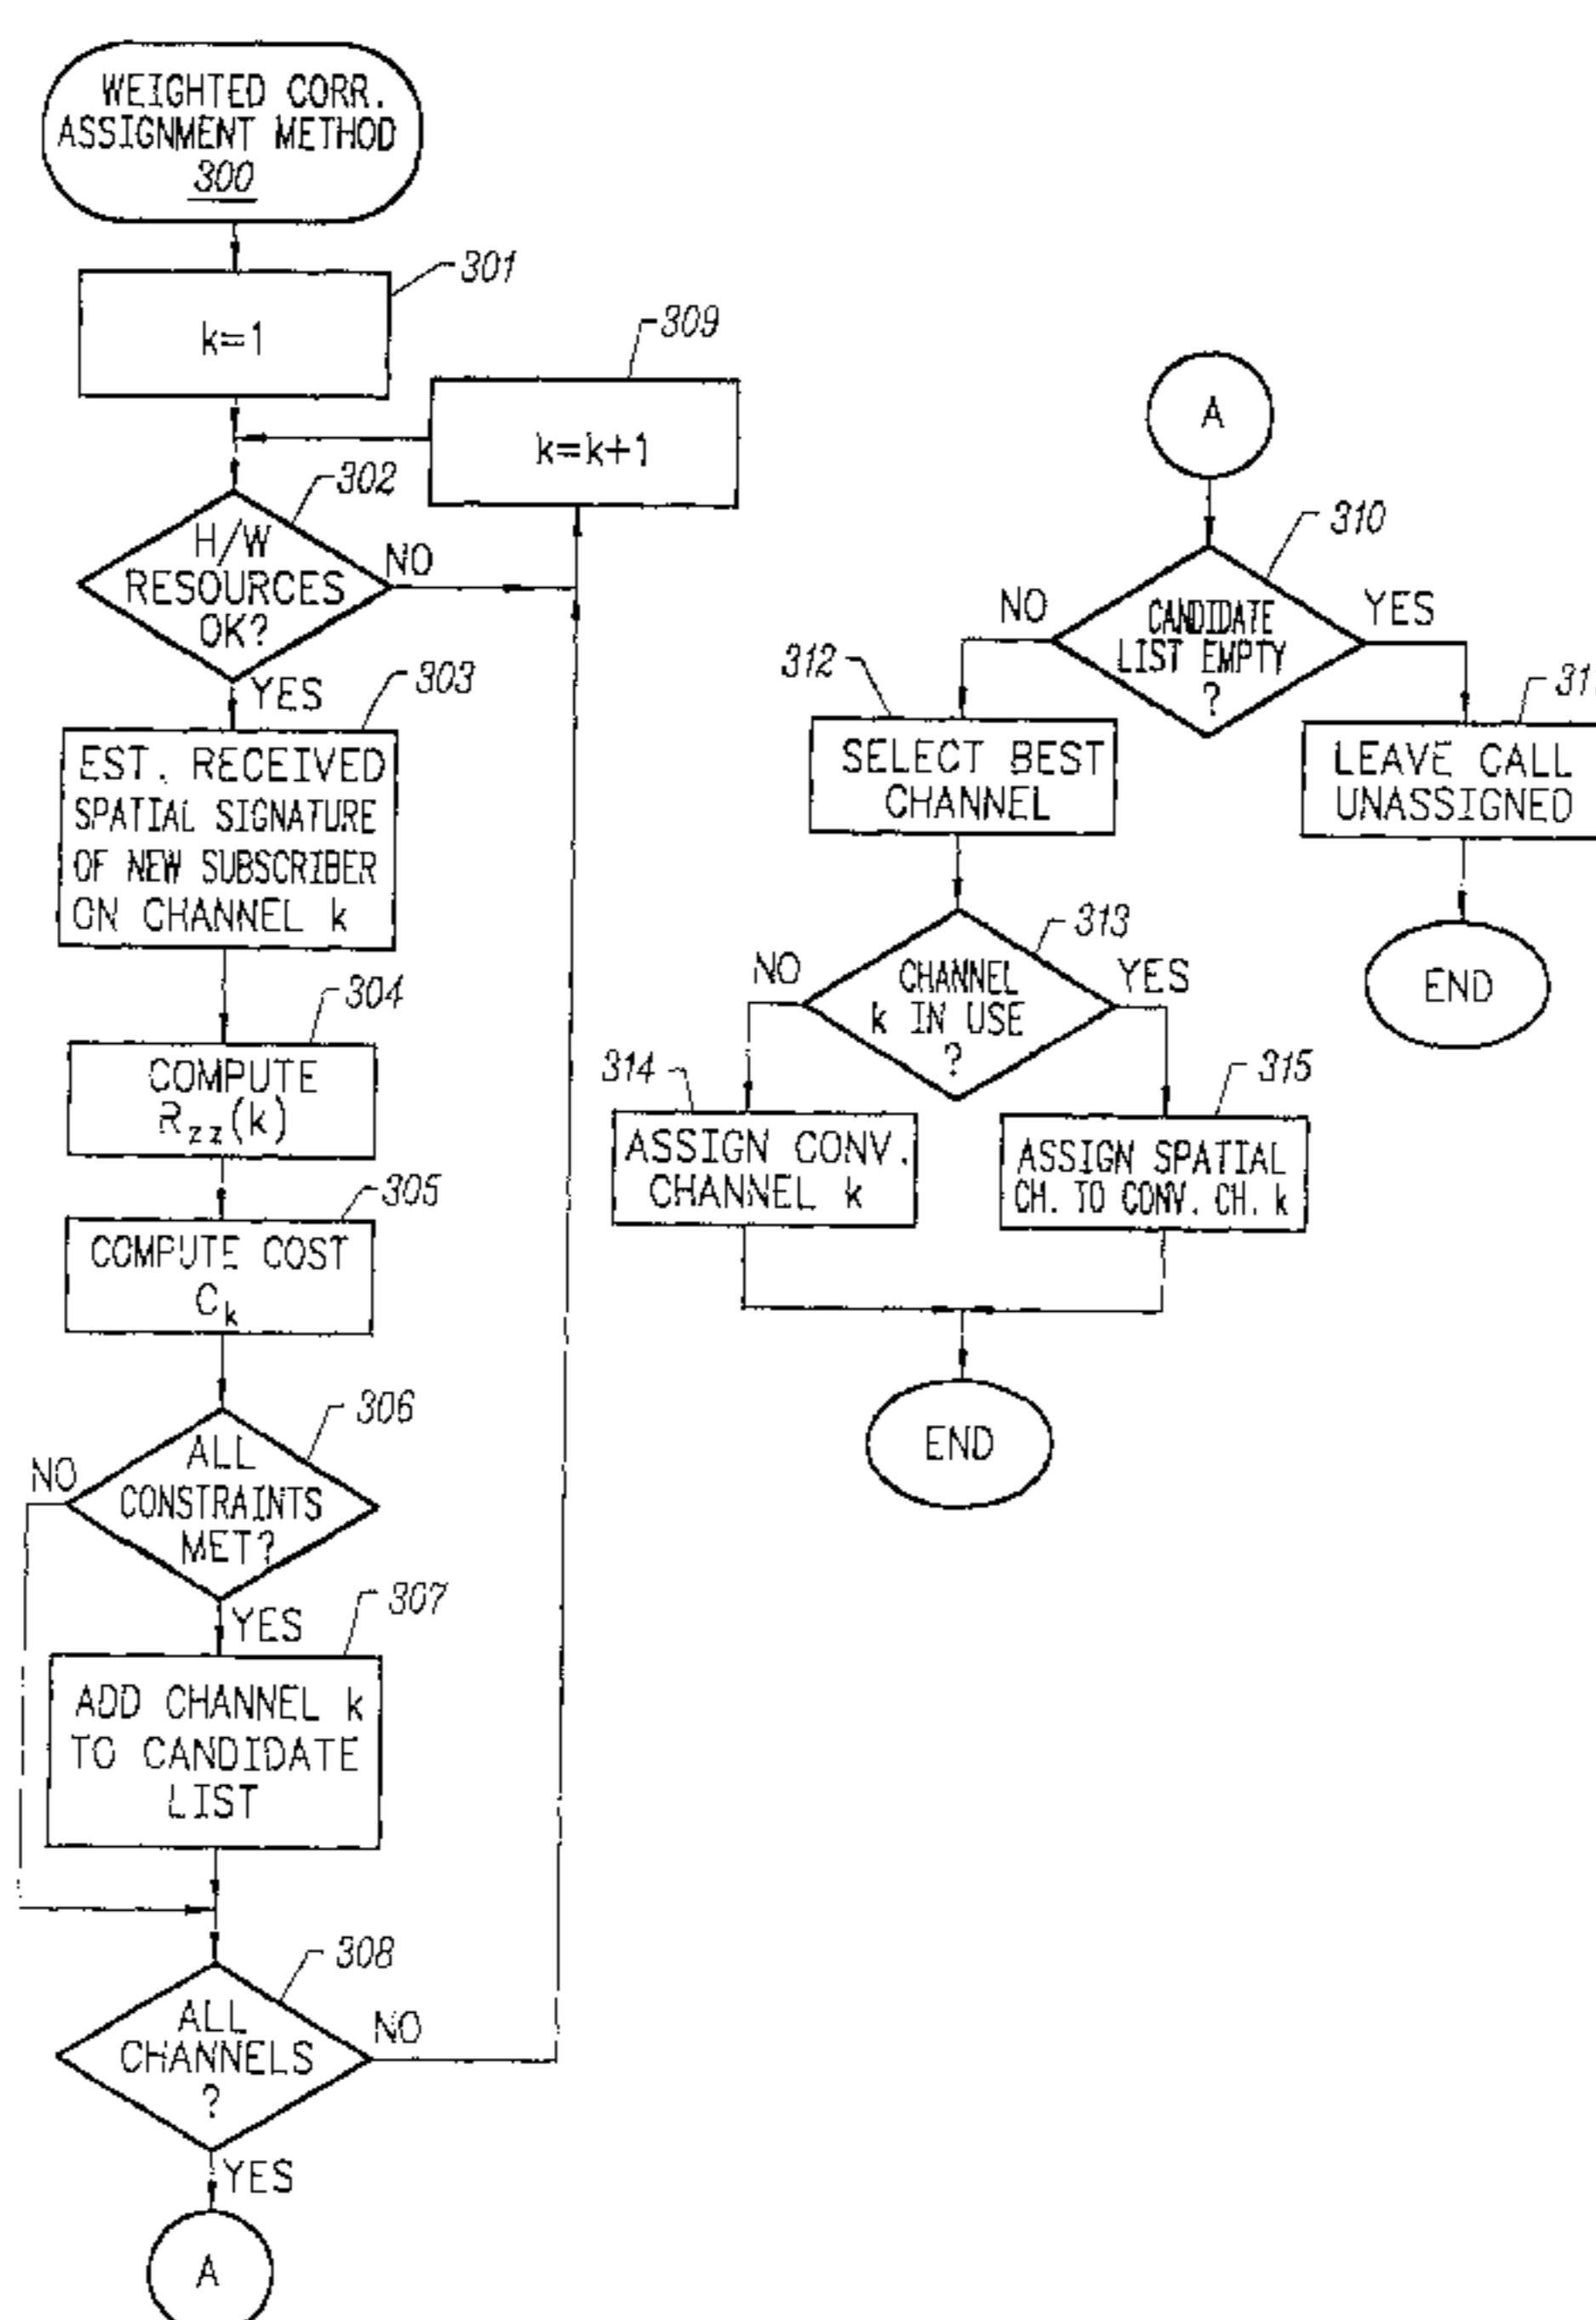 WEIGHTED CORR.
ASSIGNMENT METHOD
300
301
k=1
309
k=k+1
302
H/W
RESOURCES
OK?
NO
YES
303
EST. RECEIVED
SPATIAL SIGNATURE
OF NEW SUBSCRIBER
ON CHANNEL k
304
COMPUTE
Rzz(k)
305
COMPUTE COST
Ck
306
ALL
CONSTRAINTS
MET?
NO
YES
307
ADD CHANNEL k
TO CANDIDATE
LIST
308
ALL
CHANNELS
?
NO
YES
A
A
310
CANDIDATE
LIST EMPTY
?
NO
YES
312
SELECT BEST
CHANNEL
31
LEAVE CALL
UNASSIGNED
END
313
CHANNEL
k IN USE
?
NO
YES
314
ASSIGN CONV.
CHANNEL k
315
ASSIGN SPATIAL
CH. TO CONV. CH. k
END